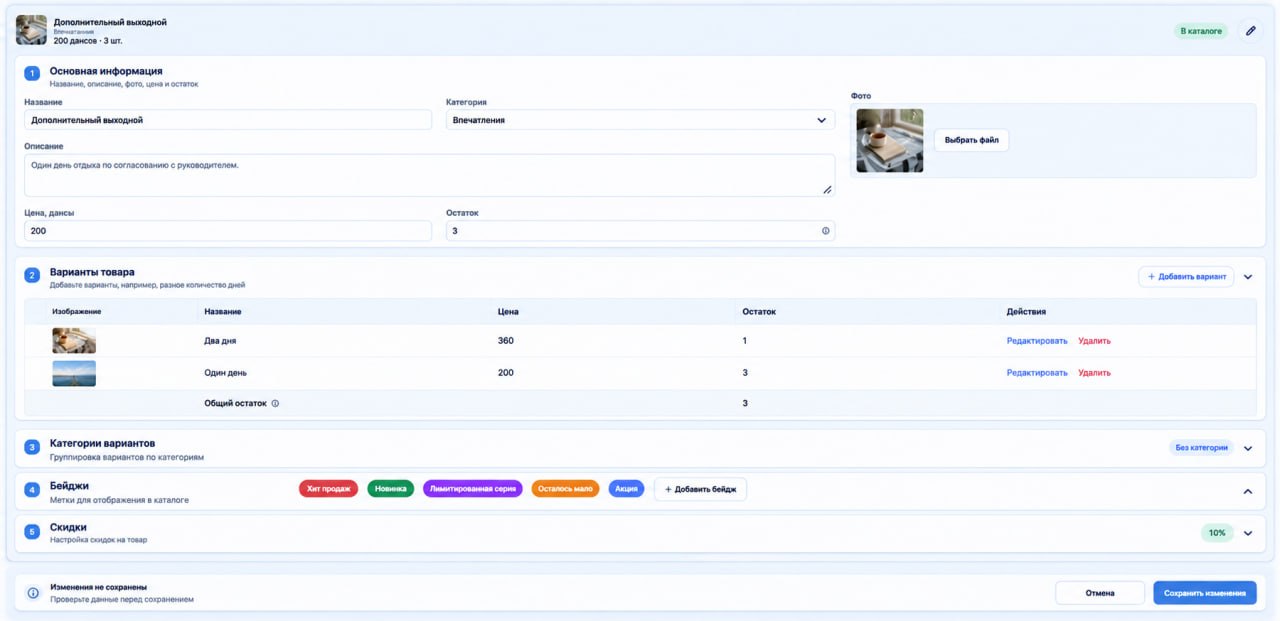 Дополнительный выходной
Впечатлания
200 дансов · 3 шт.
В каталоге
1
Основная информация
Название, описание, фото, цена и остаток
Название
Категория
Фото
Дополнительный выходной
Впечатления
Выбрать файл
Описание
Один день отдыха по согласованию с руководителем.
Цена, дансы
Остаток
200
3
2
Варианты товара
Добавьте варианты, например, разное количество дней
+ Добавить вариант
Изображение Название Цена Остаток Действия
Два дня 360 1 Редактировать Удалить
Один день 200 3 Редактировать Удалить
Общий остаток 3
3
Категории вариантов
Группировка вариантов по категориям
Без категории
4
Бейджи
Метки для отображения в каталоге
Хит продаж Новинка Лимитированная серия Осталось мало Акция + Добавить бейдж
5
Скидки
Настройка скидок на товар
10%
Изменения не сохранены
Проверьте данные перед сохранением
Отмена
Сохранить изменения